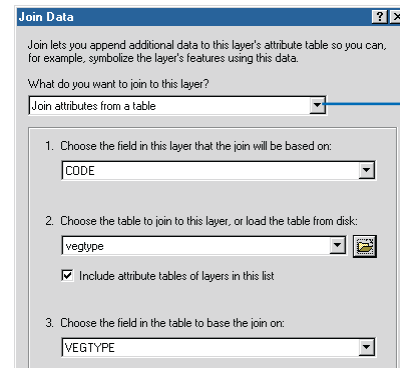 Join Data
Join lets you append additional data to this layer's attribute table so you can,
for example, symbolize the layer's features using this data.
What do you want to join to this layer?
Join attributes from a table
1. Choose the field in this layer that the join will be based on:
CODE
2. Choose the table to join to this layer, or load the table from disk:
vegtype
Include attribute tables of layers in this list
3. Choose the field in the table to base the join on:
VEGTYPE